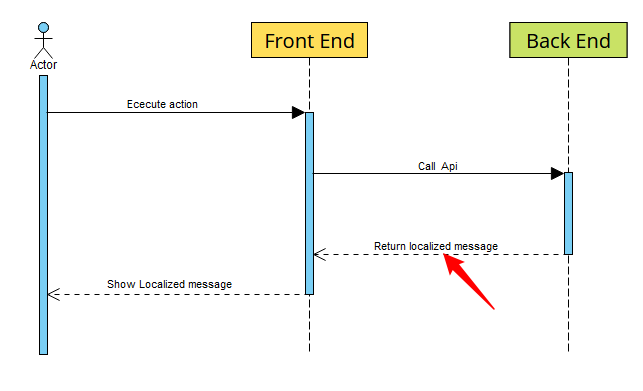 Front End
Back End
Actor
Ececute action
Call Api
Return localized message
Show Localized message